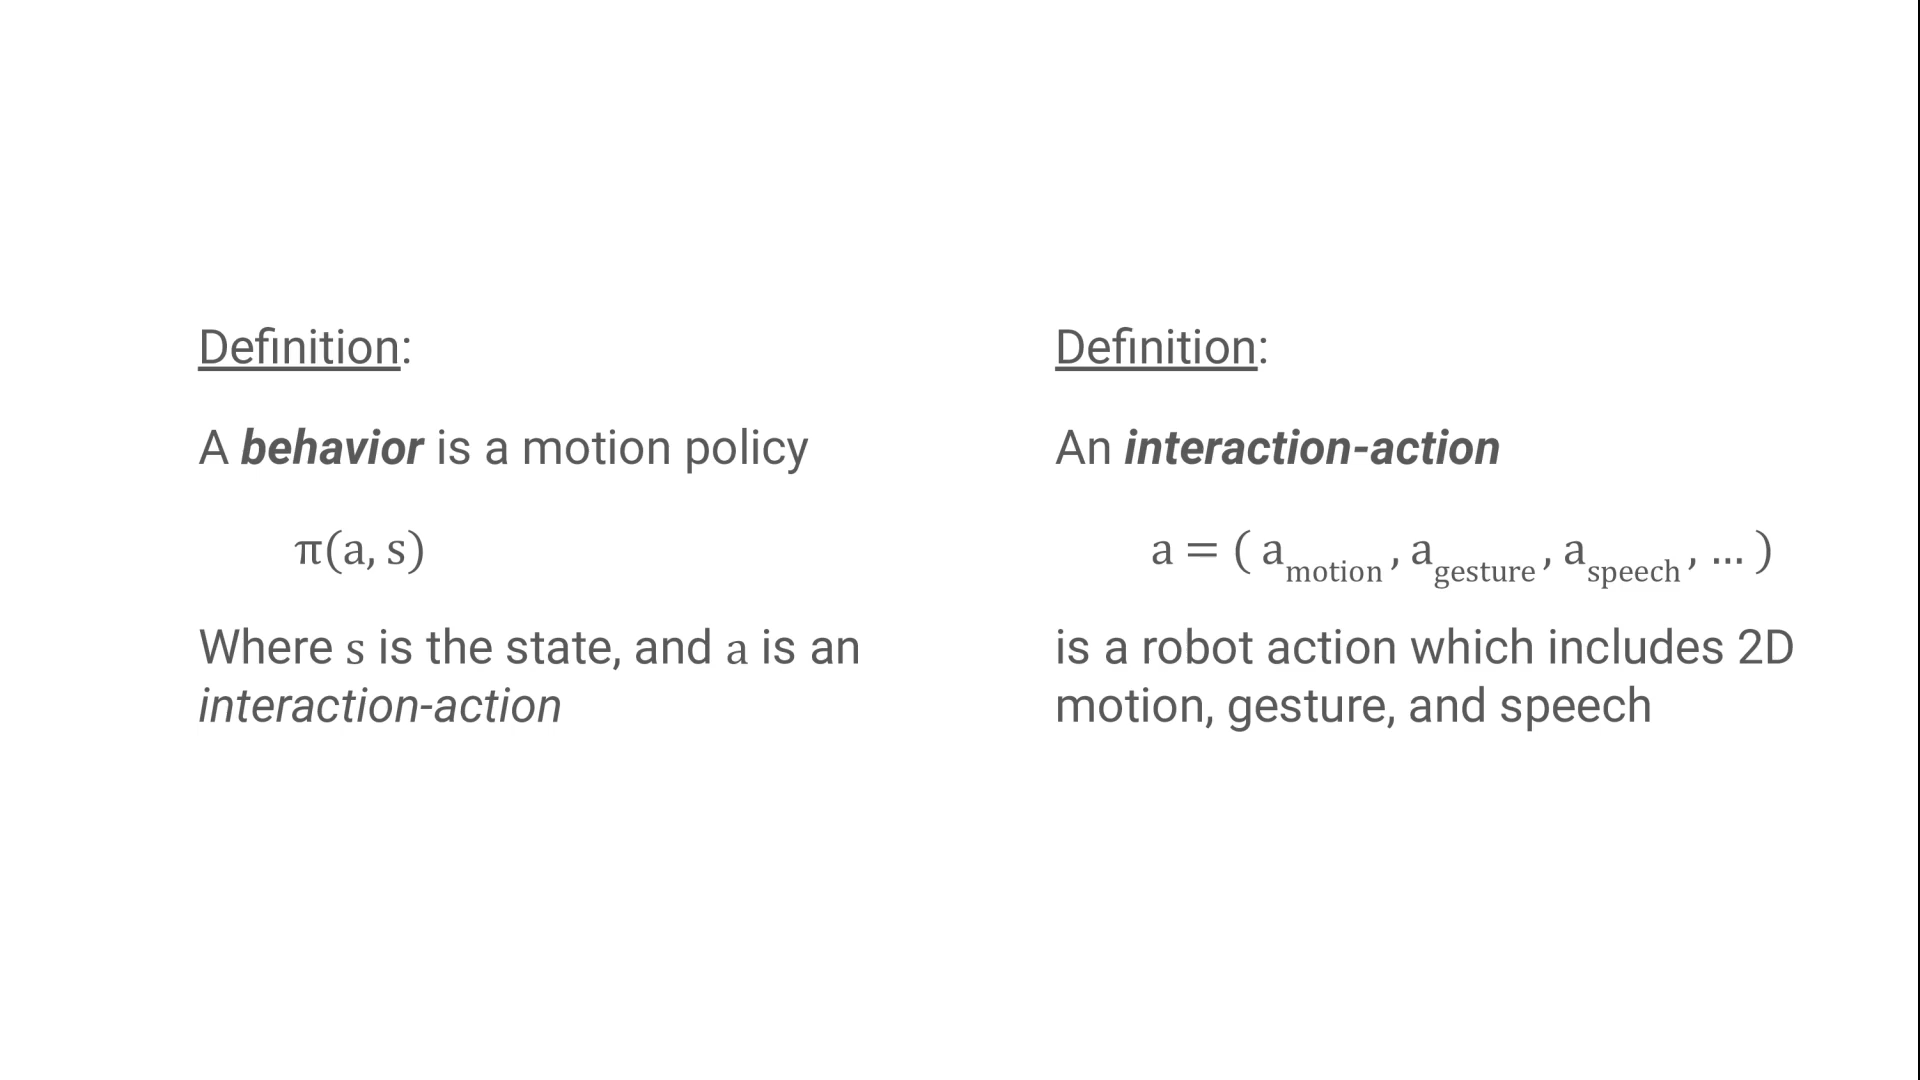 Definition:
A behavior is a motion policy
π(a, s)
Where s is the state, and a is an
interaction-action
Definition:
An interaction-action
a = ( a_motion , a_gesture , a_speech , ... )
is a robot action which includes 2D
motion, gesture, and speech